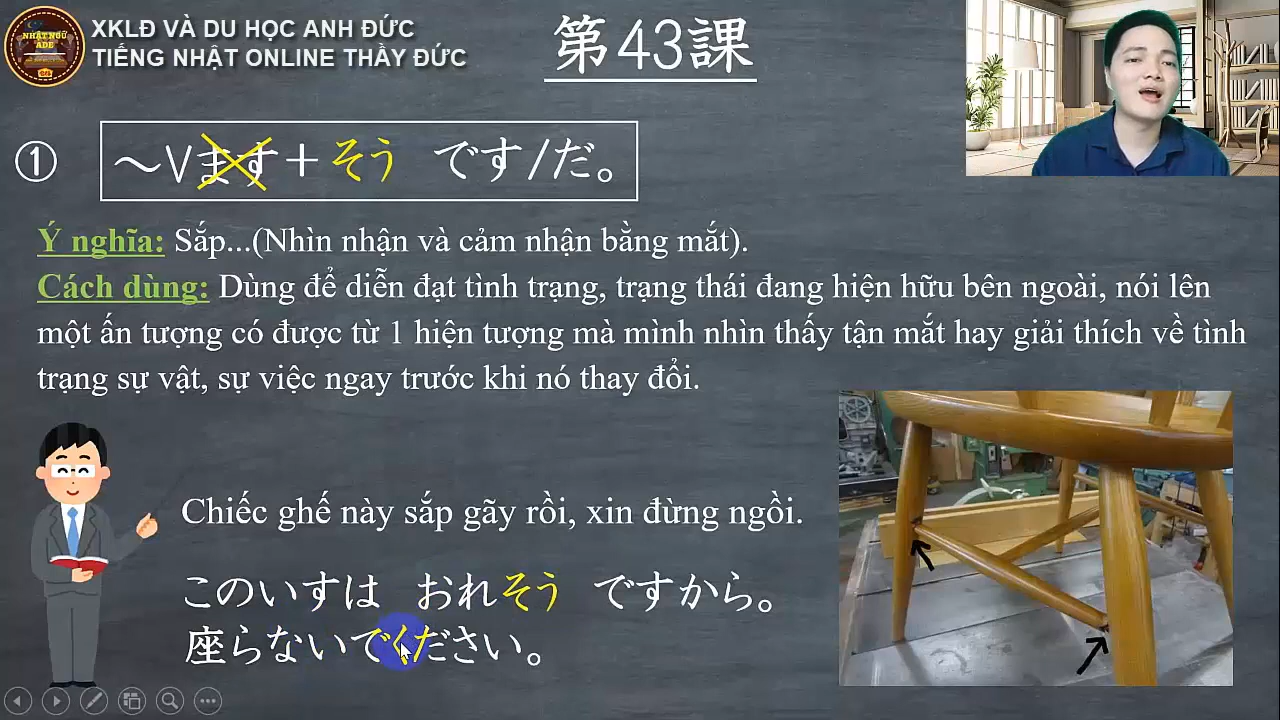 NHẬT NGỮ
ADE
XKLĐ VÀ DU HỌC ANH ĐỨC
TIẾNG NHẬT ONLINE THẦY ĐỨC
第43課
① ～Vます＋そう です/だ。
Ý nghĩa: Sắp...(Nhìn nhận và cảm nhận bằng mắt).
Cách dùng: Dùng để diễn đạt tình trạng, trạng thái đang hiện hữu bên ngoài, nói lên
một ấn tượng có được từ 1 hiện tượng mà mình nhìn thấy tận mắt hay giải thích về tình
trạng sự vật, sự việc ngay trước khi nó thay đổi.
Chiếc ghế này sắp gãy rồi, xin đừng ngồi.
このいすは おれそう ですから。
座らないでください。